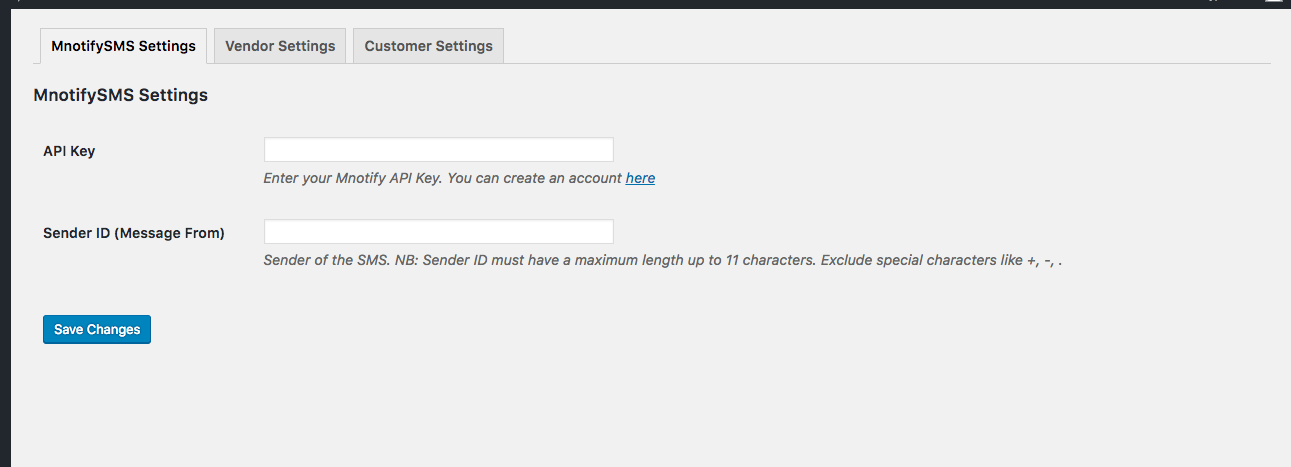 MnotifySMS Settings
Vendor Settings
Customer Settings
MnotifySMS Settings
API Key
Enter your Mnotify API Key. You can create an account here
Sender ID (Message From)
Sender of the SMS. NB: Sender ID must have a maximum length up to 11 characters. Exclude special characters like +, -, .
Save Changes